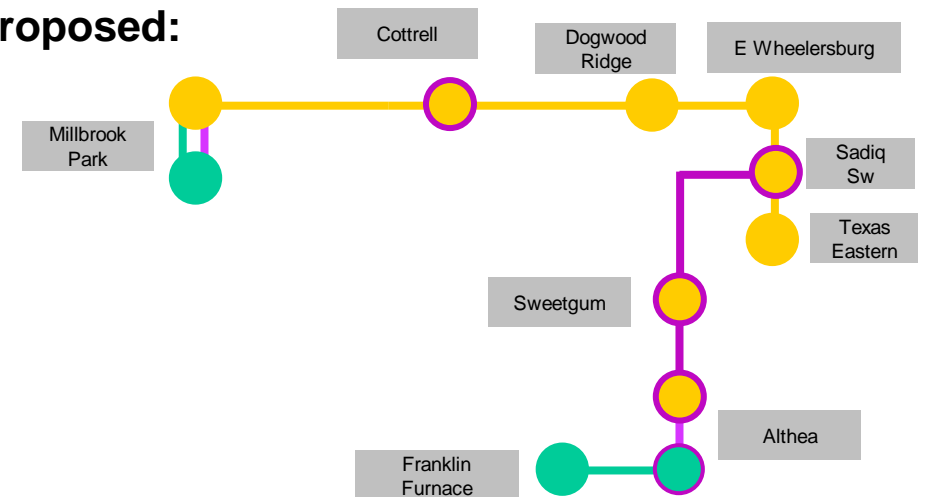 roposed:
Cottrell
Dogwood
Ridge
E Wheelersburg
Millbrook
Park
Sadiq
Sw
Texas
Eastern
Sweetgum
Althea
Franklin
Furnace